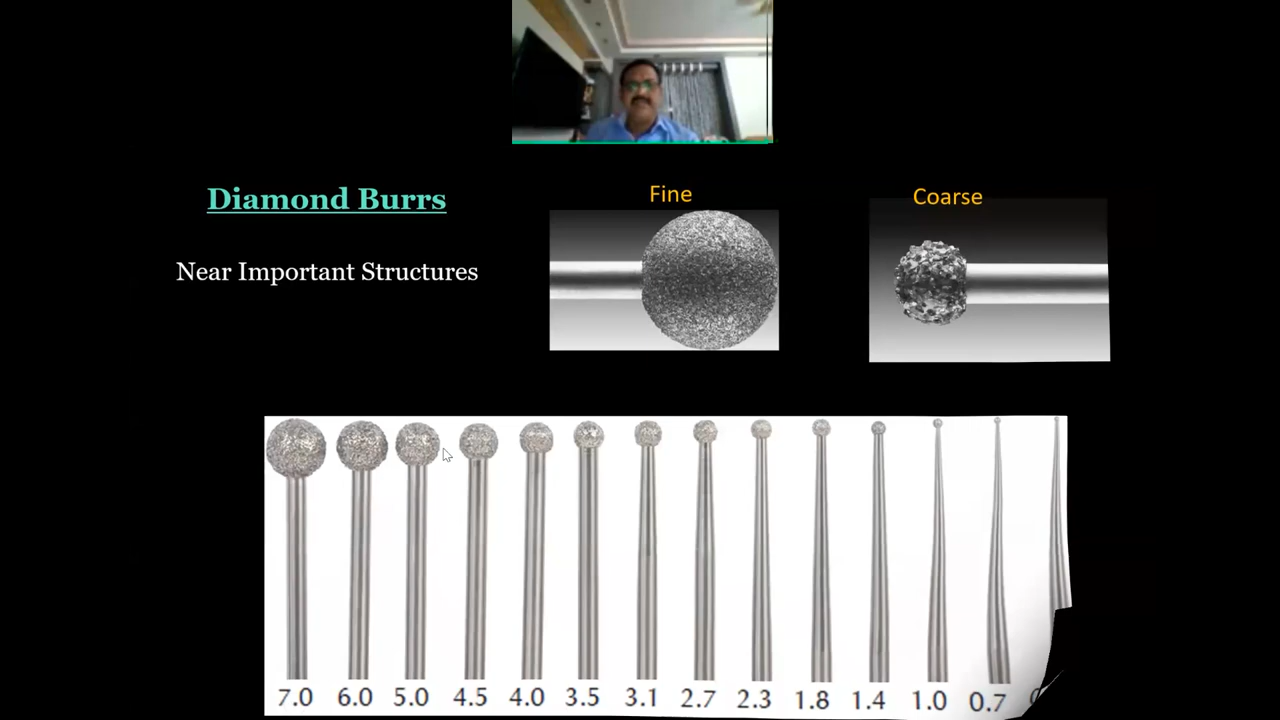 Diamond Burrs
Near Important Structures
Fine
Coarse
7.0 6.0 5.0 4.5 4.0 3.5 3.1 2.7 2.3 1.8 1.4 1.0 0.7